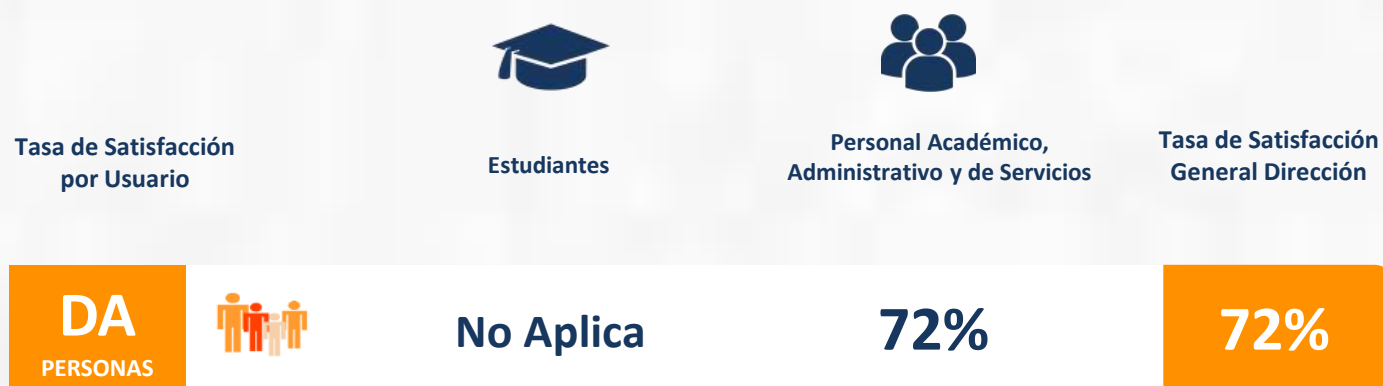 Tasa de Satisfacción
por Usuario
Estudiantes
Personal Académico,
Administrativo y de Servicios
Tasa de Satisfacción
General Dirección
DA
PERSONAS
No Aplica
72%
72%